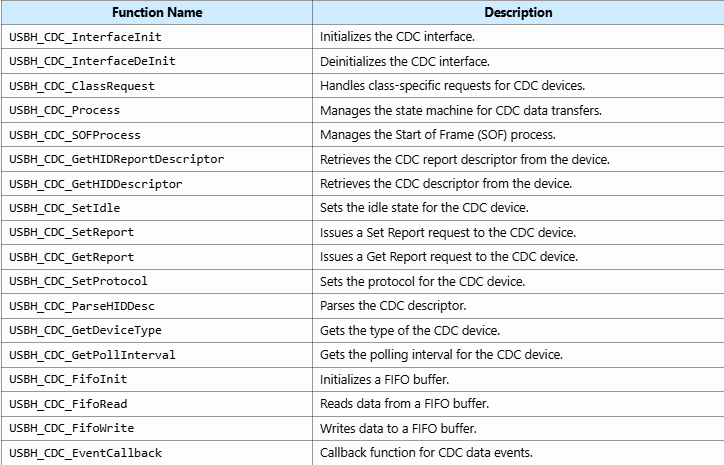 Function Name Description
USBH_CDC_InterfaceInit Initializes the CDC interface.
USBH_CDC_InterfaceDeInit Deinitializes the CDC interface.
USBH_CDC_ClassRequest Handles class-specific requests for CDC devices.
USBH_CDC_Process Manages the state machine for CDC data transfers.
USBH_CDC_SOFProcess Manages the Start of Frame (SOF) process.
USBH_CDC_GetHIDReportDescriptor Retrieves the CDC report descriptor from the device.
USBH_CDC_GetHIDDescriptor Retrieves the CDC descriptor from the device.
USBH_CDC_SetIdle Sets the idle state for the CDC device.
USBH_CDC_SetReport Issues a Set Report request to the CDC device.
USBH_CDC_GetReport Issues a Get Report request to the CDC device.
USBH_CDC_SetProtocol Sets the protocol for the CDC device.
USBH_CDC_ParseHIDDesc Parses the CDC descriptor.
USBH_CDC_GetDeviceType Gets the type of the CDC device.
USBH_CDC_GetPollInterval Gets the polling interval for the CDC device.
USBH_CDC_FifoInit Initializes a FIFO buffer.
USBH_CDC_FifoRead Reads data from a FIFO buffer.
USBH_CDC_FifoWrite Writes data to a FIFO buffer.
USBH_CDC_EventCallback Callback function for CDC data events.